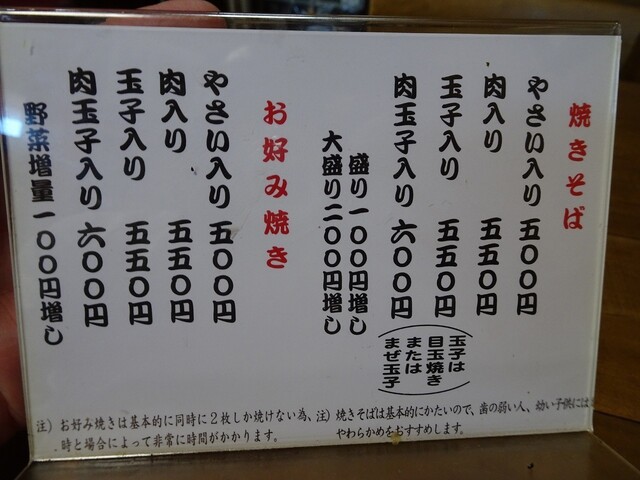 焼きそば
やさい入り 五〇〇円
肉入り 五五〇円
玉子入り 五五〇円
肉玉子入り 六〇〇円
玉子は
目玉焼き
または
まぜ玉子
盛り一〇〇円増し
大盛り二〇〇円増し
お好み焼き
やさい入り 五〇〇円
肉入り 五五〇円
玉子入り 五五〇円
肉玉子入り 六〇〇円
野菜増量一〇〇円増し
注）お好み焼きは基本的に同時に２枚しか焼けない為、
時と場合によって非常に時間がかかります。
注）焼きそばは基本的にかたいので、歯の弱い人、幼い子供には
やわらかめをおすすめします。